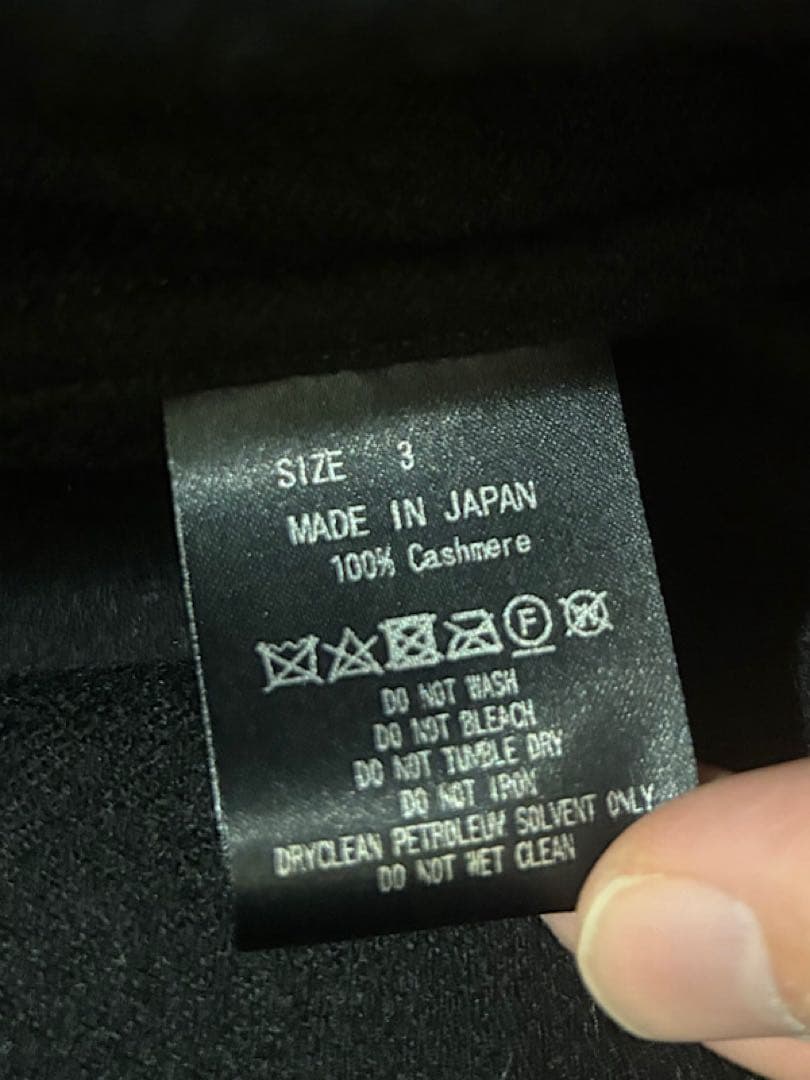 SIZE 3
MADE IN JAPAN
100% Cashmere
F W
DO NOT WASH
DO NOT BLEACH
DO NOT TUMBLE DRY
DO NOT IRON
DRYCLEAN PETROLEUM SOLVENT ONLY
DO NOT WET CLEAN